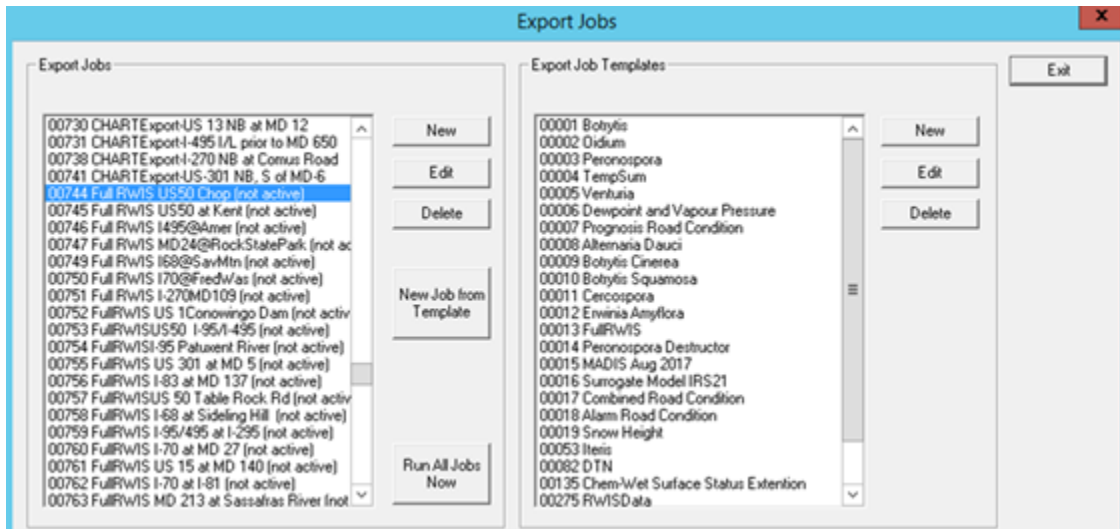 Export Jobs
x
Export Jobs
00730 CHARTExport-US 13 NB at MD 12
00731 CHARTExport-I-495 I/L prior to MD 650
00738 CHARTExport-I-270 NB at Comus Road
00741 CHARTExport-US-301 NB, S of MD-6
00744 Full RWIS US50 Chop (not active)
00745 Full RWIS US50 at Kent (not active)
00746 Full RWIS I495@Amer (not active)
00747 Full RWIS MD24@RockStatePark (not ac
00749 Full RWIS I68@SavMtn (not active)
00750 Full RWIS I70@FredWas (not active)
00751 Full RWIS I-270MD109 (not active)
00752 FullRWIS US 1Conowingo Dam (not activ
00753 FullRWISUS50 I-95/I-495 (not active)
00754 FullRWISI-95 Patuxent River (not active)
00755 FullRWIS US 301 at MD 5 (not active)
00756 FullRWIS I-83 at MD 137 (not active)
00757 FullRWISUS 50 Table Rock Rd (not activ
00758 FullRWIS I-68 at Sideling Hill (not active)
00759 FullRWIS I-95/495 at I-295 (not active)
00760 FullRWIS I-70 at MD 27 (not active)
00761 FullRWIS US 15 at MD 140 (not active)
00762 FullRWIS I-70 at I-81 (not active)
00763 FullRWIS MD 213 at Sassafras River (not
New
Edit
Delete
New Job from
Template
Run All Jobs
Now
Export Job Templates
00001 Botrytis
00002 Oidium
00003 Peronospora
00004 TempSum
00005 Venturia
00006 Dewpoint and Vapour Pressure
00007 Prognosis Road Condition
00008 Alternaria Dauci
00009 Botrytis Cinerea
00010 Botrytis Squamosa
00011 Cercospora
00012 Erwinia Amyflora
00013 FullRWIS
00014 Peronospora Destructor
00015 MADIS Aug 2017
00016 Surrogate Model IRS21
00017 Combined Road Condition
00018 Alarm Road Condition
00019 Snow Height
00053 Iteris
00082 DTN
00135 Chem-Wet Surface Status Extention
00275 RWISData
New
Edit
Delete
Exit